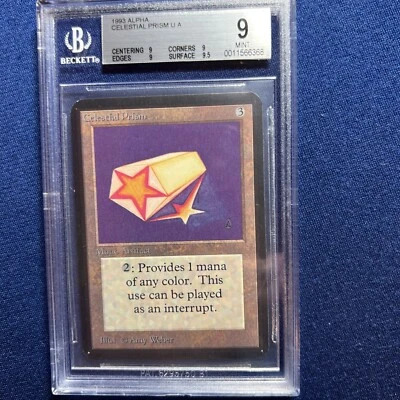 1993 ALPHA
CELESTIAL PRISM U A
BECKETT
CENTERING 9 CORNERS 9
EDGES 9 SURFACE 9.5
9
MINT
0011566366
Celestial Prism 3
Mono Artifact
2: Provides 1 mana
of any color. This
use can be played
as an interrupt.
Illus. © Amy Weber